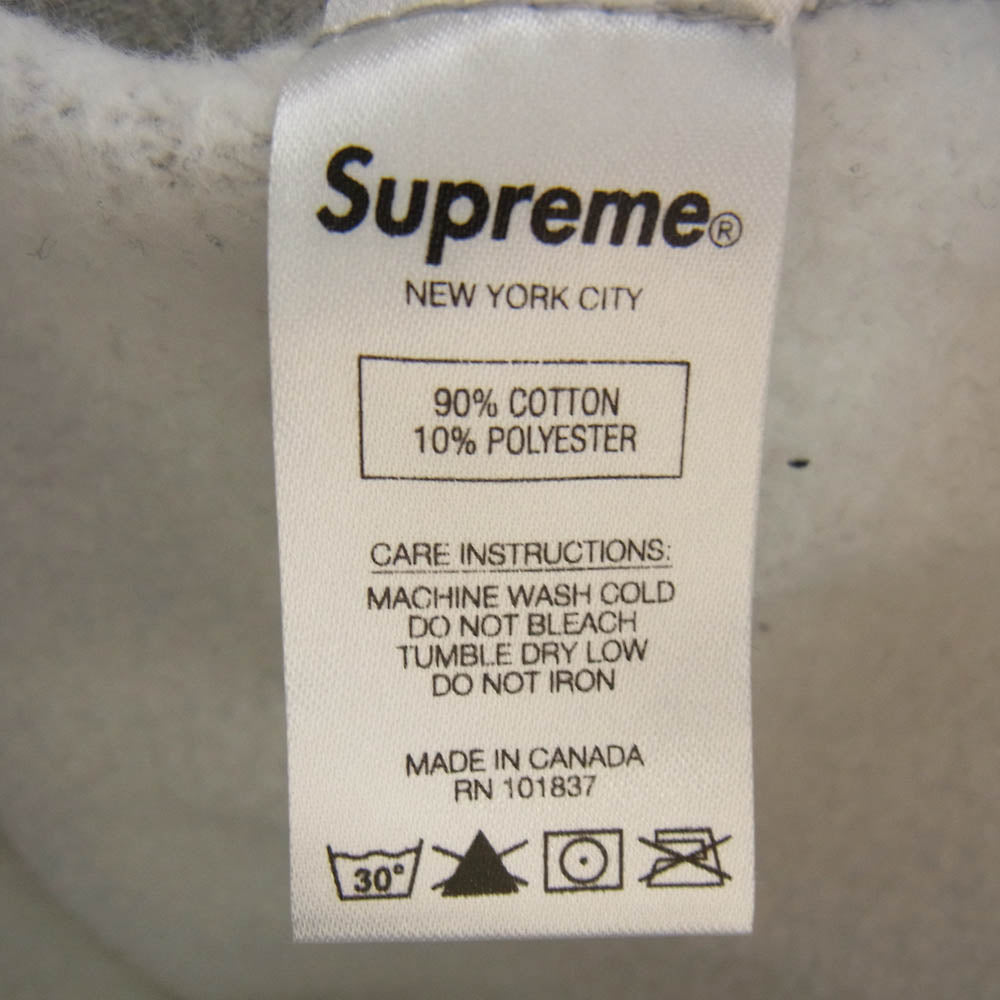 Supreme®
NEW YORK CITY
90% COTTON
10% POLYESTER
CARE INSTRUCTIONS:
MACHINE WASH COLD
DO NOT BLEACH
TUMBLE DRY LOW
DO NOT IRON
MADE IN CANADA
RN 101837
30°